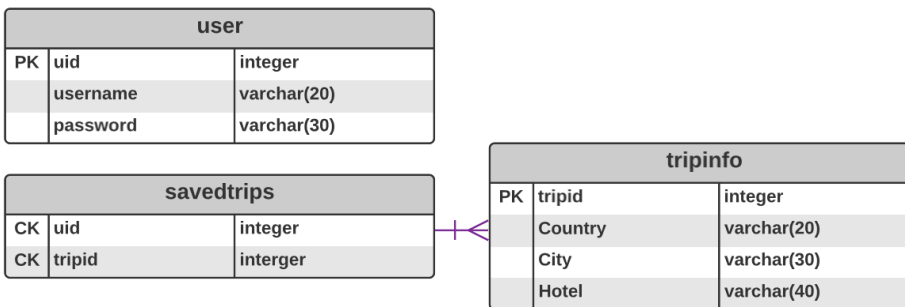 user
PK uid integer
username varchar(20)
password varchar(30)
savedtrips
CK uid integer
CK tripid interger
tripinfo
PK tripid integer
Country varchar(20)
City varchar(30)
Hotel varchar(40)